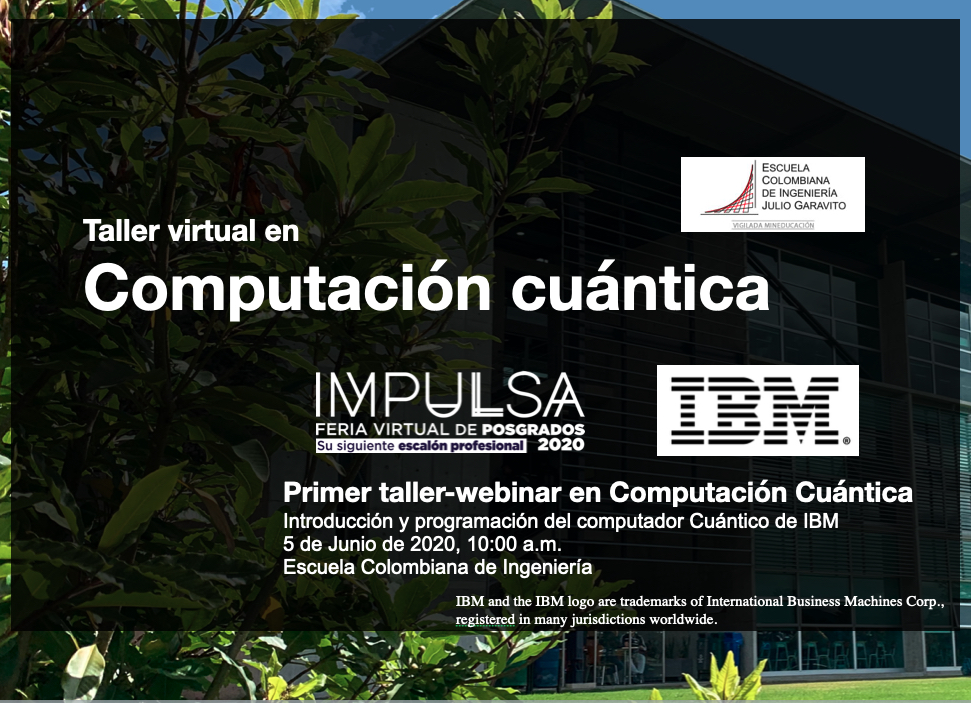 ESCUELA
COLOMBIANA
DE INGENIERÍA
JULIO GARAVITO
VIGILADA MINEDUCACIÓN
Taller virtual en
Computación cuántica
IMPULSA
FERIA VIRTUAL DE POSGRADOS
Su siguiente escalón profesional 2020
IBM®
Primer taller-webinar en Computación Cuántica
Introducción y programación del computador Cuántico de IBM
5 de Junio de 2020, 10:00 a.m.
Escuela Colombiana de Ingeniería
IBM and the IBM logo are trademarks of International Business Machines Corp.,
registered in many jurisdictions worldwide.